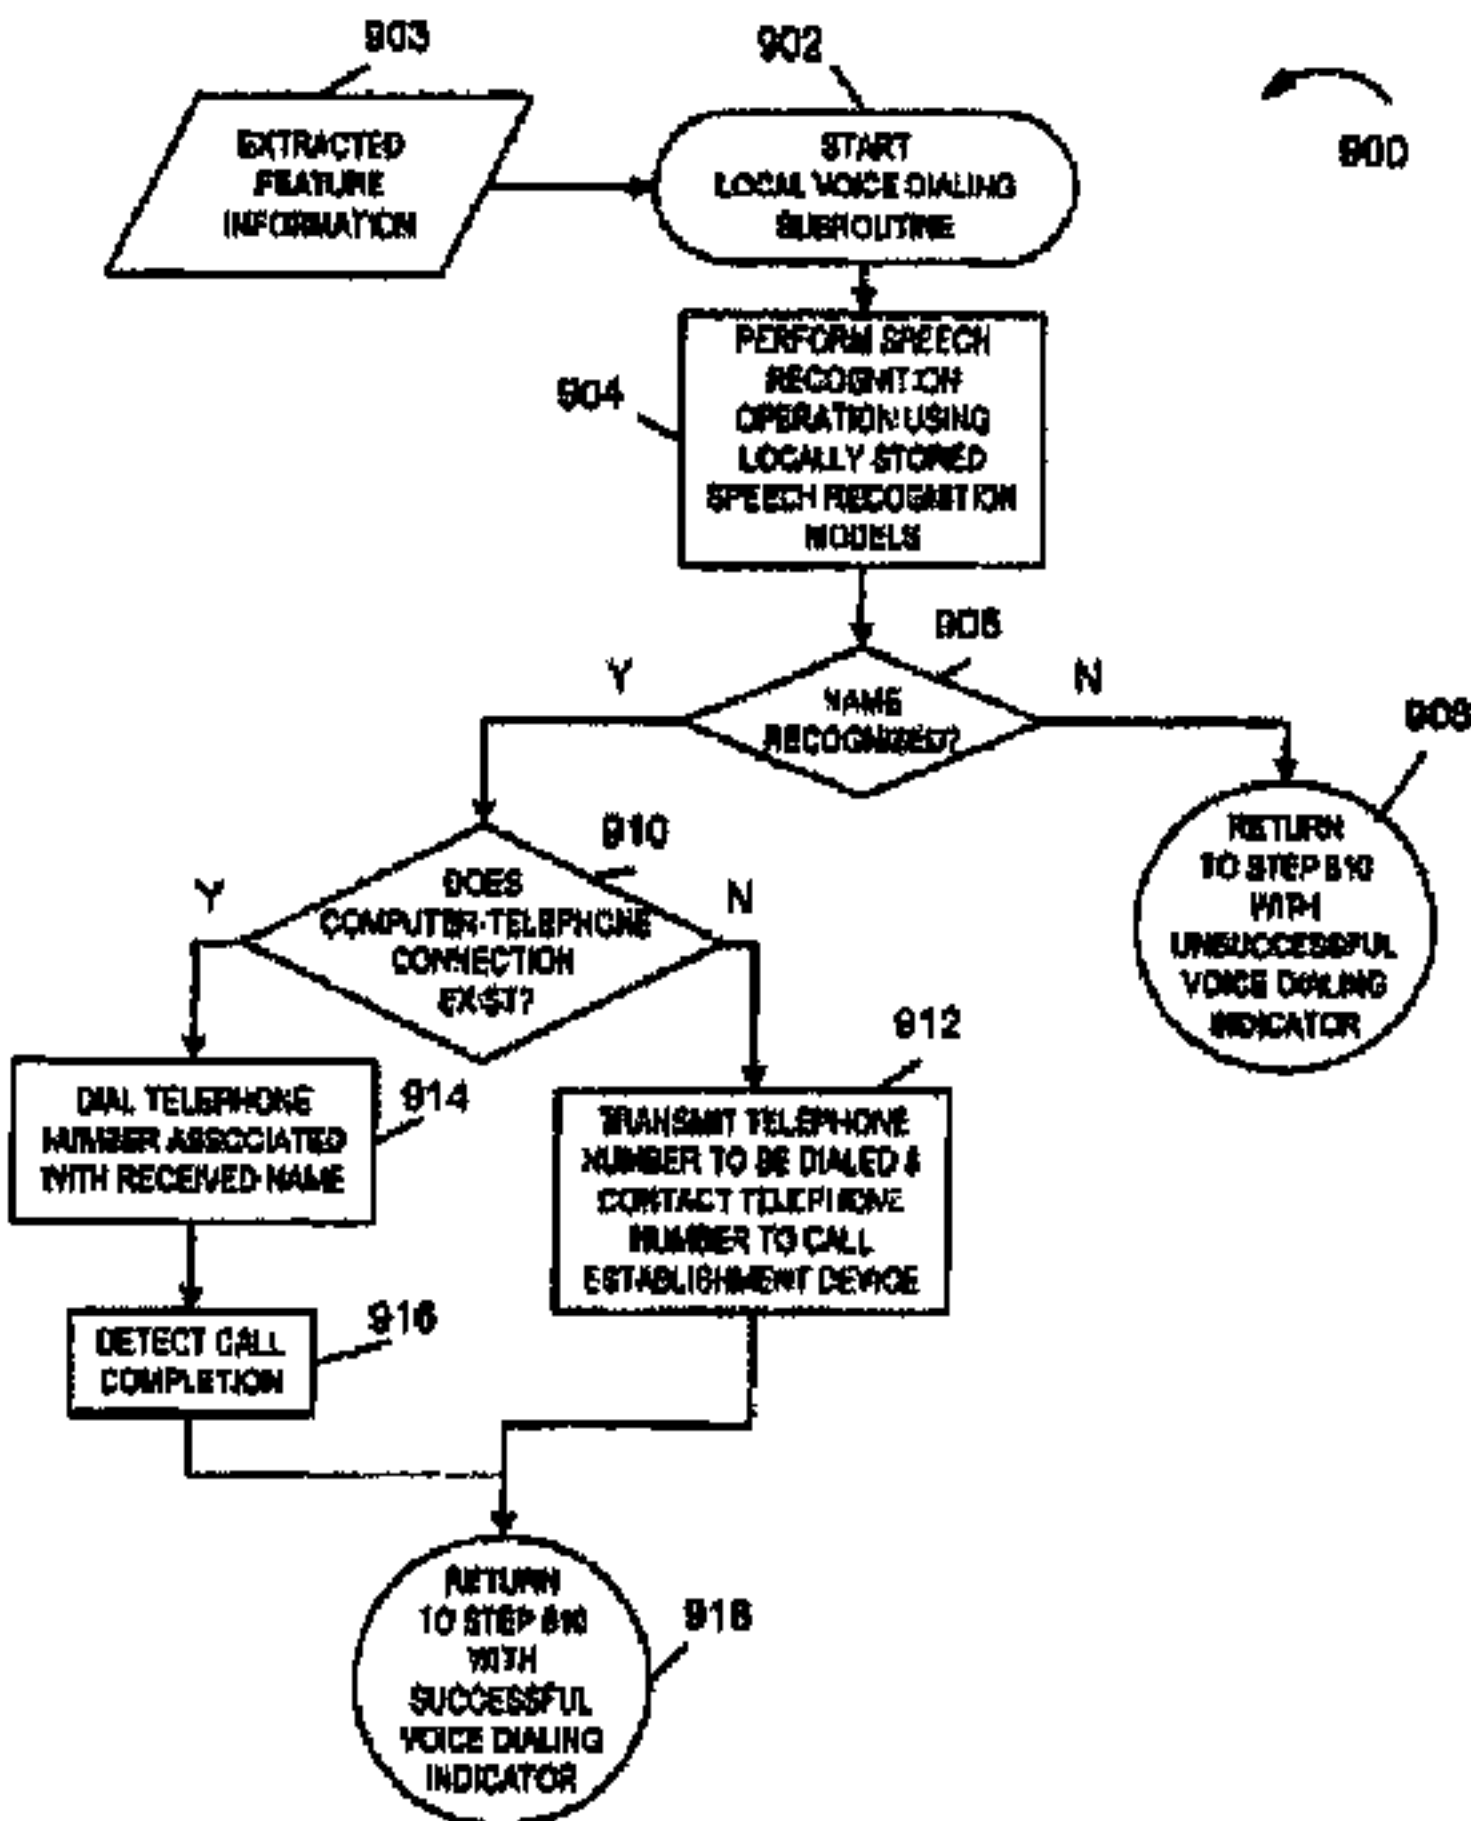 903
902
900
EXTRACTED
FEATURE
INFORMATION
START
LOCAL VOICE DIALING
SUBROUTINE
904
PERFORM SPEECH
RECOGNITION
OPERATION USING
LOCALLY STORED
SPEECH RECOGNITION
MODELS
906
Y
N
NAME
RECOGNIZED?
908
RETURN
TO STEP 810
WITH
UNSUCCESSFUL
VOICE DIALING
INDICATOR
910
Y
N
DOES
COMPUTER-TELEPHONE
CONNECTION
EXIST?
914
DIAL TELEPHONE
NUMBER ASSOCIATED
WITH RECEIVED NAME
912
TRANSMIT TELEPHONE
NUMBER TO BE DIALED &
CONTACT TELEPHONE
NUMBER TO CALL
ESTABLISHMENT DEVICE
916
DETECT CALL
COMPLETION
918
RETURN
TO STEP 810
WITH
SUCCESSFUL
VOICE DIALING
INDICATOR